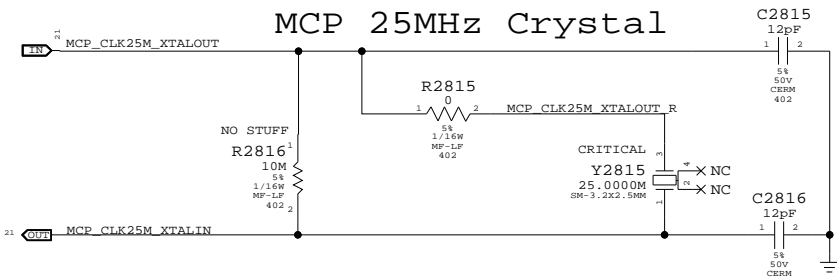 MCP 25MHz Crystal
21
IN
MCP_CLK25M_XTALOUT
C2815
12pF
1 2
5%
50V
CERM
402
R2815
0
1 2
5%
1/16W
MF-LF
402
MCP_CLK25M_XTALOUT_R
NO STUFF
R2816
1
10M
5%
1/16W
MF-LF
402
2
CRITICAL
Y2815
25.0000M
SM-3.2X2.5MM
3
4
NC
2
NC
1
C2816
12pF
1 2
5%
50V
CERM
21
OUT
MCP_CLK25M_XTALIN